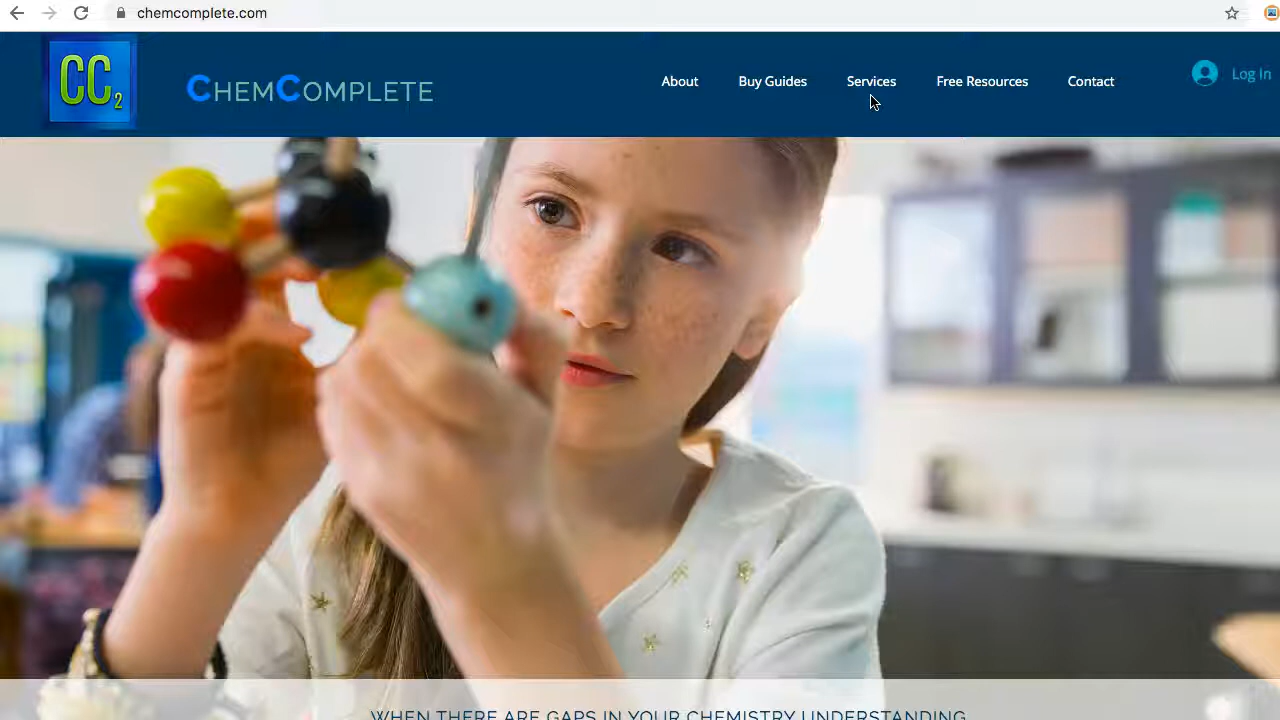 chemcomplete.com
CC2
CHEMCOMPLETE
About Buy Guides Services Free Resources Contact Log In
WHEN THERE ARE GAPS IN YOUR CHEMISTRY UNDERSTANDING